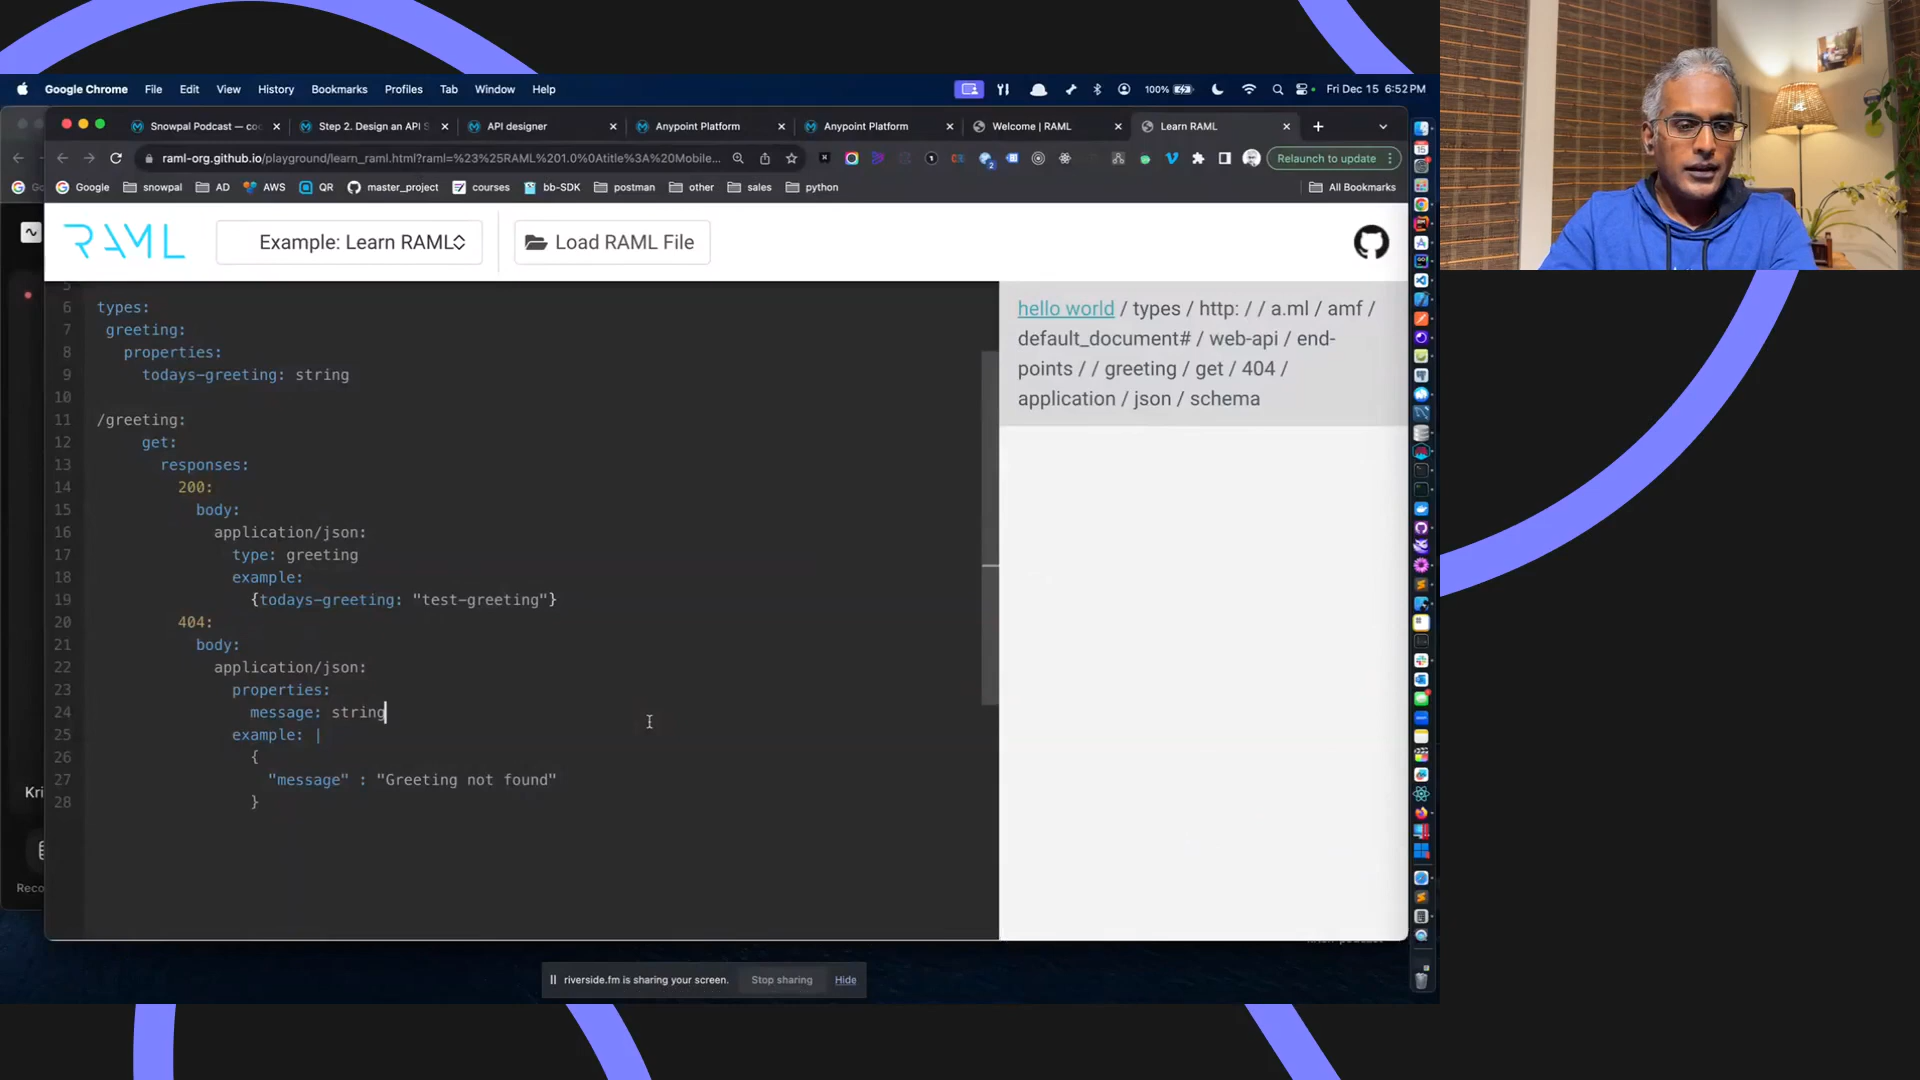 Google Chrome File Edit View History Bookmarks Profiles Tab Window Help
100% Fri Dec 15 6:52 PM
Snowpal Podcast — co
Step 2. Design an API S
API designer
Anypoint Platform
Anypoint Platform
Welcome | RAML
Learn RAML
raml-org.github.io/playground/learn_raml.html?raml=%23%25RAML%201.0%0Atitle%3A%20Mobile...
Relaunch to update
Google snowpal AD AWS QR master_project courses bb-SDK postman other sales python All Bookmarks
RAML
Example: Learn RAML
Load RAML File
5
6 types:
7 greeting:
8 properties:
9 todays-greeting: string
10
11 /greeting:
12 get:
13 responses:
14 200:
15 body:
16 application/json:
17 type: greeting
18 example:
19 {todays-greeting: "test-greeting"}
20 404:
21 body:
22 application/json:
23 properties:
24 message: string
25 example: |
26 {
27 "message" : "Greeting not found"
28 }
hello world / types / http: / / a.ml / amf /
default_document# / web-api / end-
points / / greeting / get / 404 /
application / json / schema
Kri
Reco
riverside.fm is sharing your screen. Stop sharing Hide